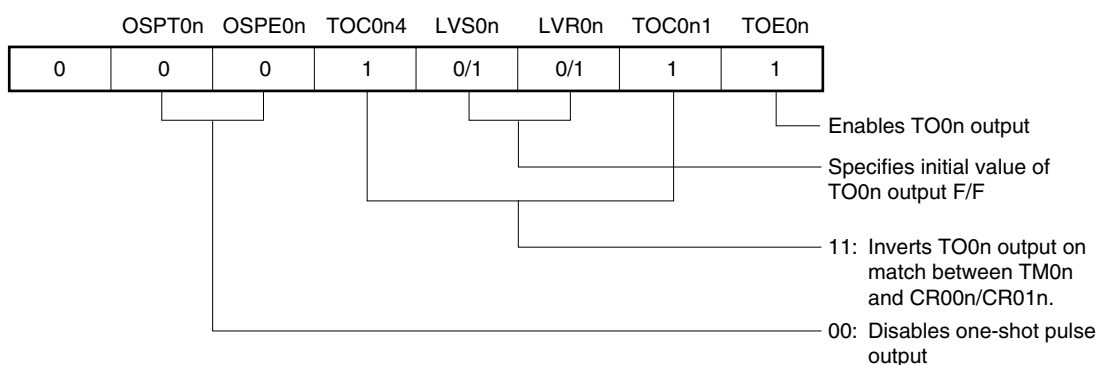 OSPT0n OSPE0n TOC0n4 LVS0n LVR0n TOC0n1 TOE0n
0 0 0 1 0/1 0/1 1 1
Enables TO0n output
Specifies initial value of
TO0n output F/F
11: Inverts TO0n output on
match between TM0n
and CR00n/CR01n.
00: Disables one-shot pulse
output